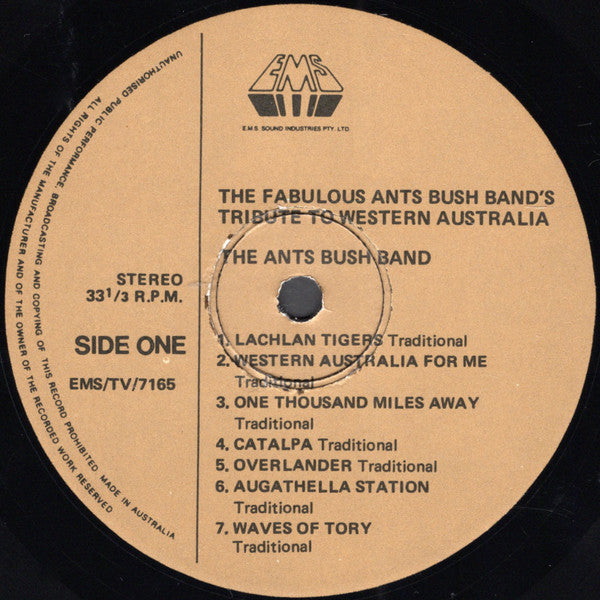 EMS
E.M.S. SOUND INDUSTRIES PTY. LTD.
THE FABULOUS ANTS BUSH BAND'S
TRIBUTE TO WESTERN AUSTRALIA
THE ANTS BUSH BAND
STEREO
33 1/3 R.P.M.
SIDE ONE
EMS/TV/7165
1. LACHLAN TIGERS Traditional
2. WESTERN AUSTRALIA FOR ME
Traditional
3. ONE THOUSAND MILES AWAY
Traditional
4. CATALPA Traditional
5. OVERLANDER Traditional
6. AUGATHELLA STATION
Traditional
7. WAVES OF TORY
Traditional
UNAUTHORISED PUBLIC PERFORMANCE, BROADCASTING AND COPYING OF THIS RECORD PROHIBITED. MADE IN AUSTRALIA
ALL RIGHTS OF THE MANUFACTURER AND OF THE OWNER OF THE RECORDED WORK RESERVED